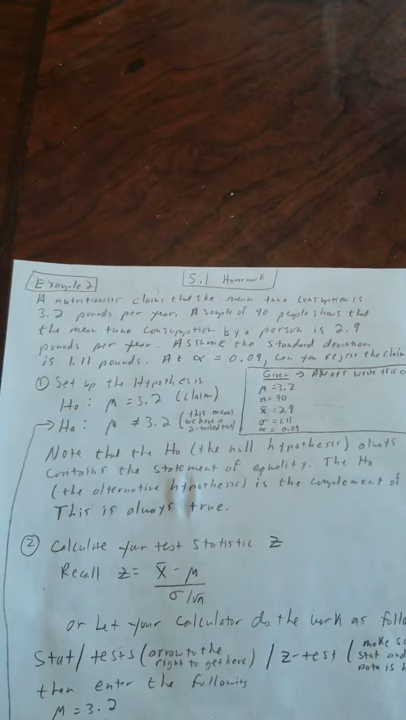 Example 2
5.1 Homework
A nutritionist claims that the mean tuna consumption is
3.2 pounds per year. A sample of 90 people shows that
the mean tuna consumption by a person is 2.9
pounds per year. Assume the standard deviation
is 1.11 pounds. At α = 0.09, can you reject the claim
Given → Always write this
μ = 3.2
n = 90
x̄ = 2.9
σ = 1.11
α = 0.09
① Set up the Hypothesis
Ho: μ = 3.2 (claim)
Ha: μ ≠ 3.2 (this means we have a 2-tailed test)
Note that the Ho (the null hypothesis) always
contains the statement of equality. The Ha
(the alternative hypothesis) is the complement of
This is always true.
② Calculate your test statistic z
Recall z = x̄ - μ / σ/√n
or Let your calculator do the work as
Stat/tests (arrow to the right to get here) / z-test (make
stat and
Data is
then enter the following
μ = 3.2